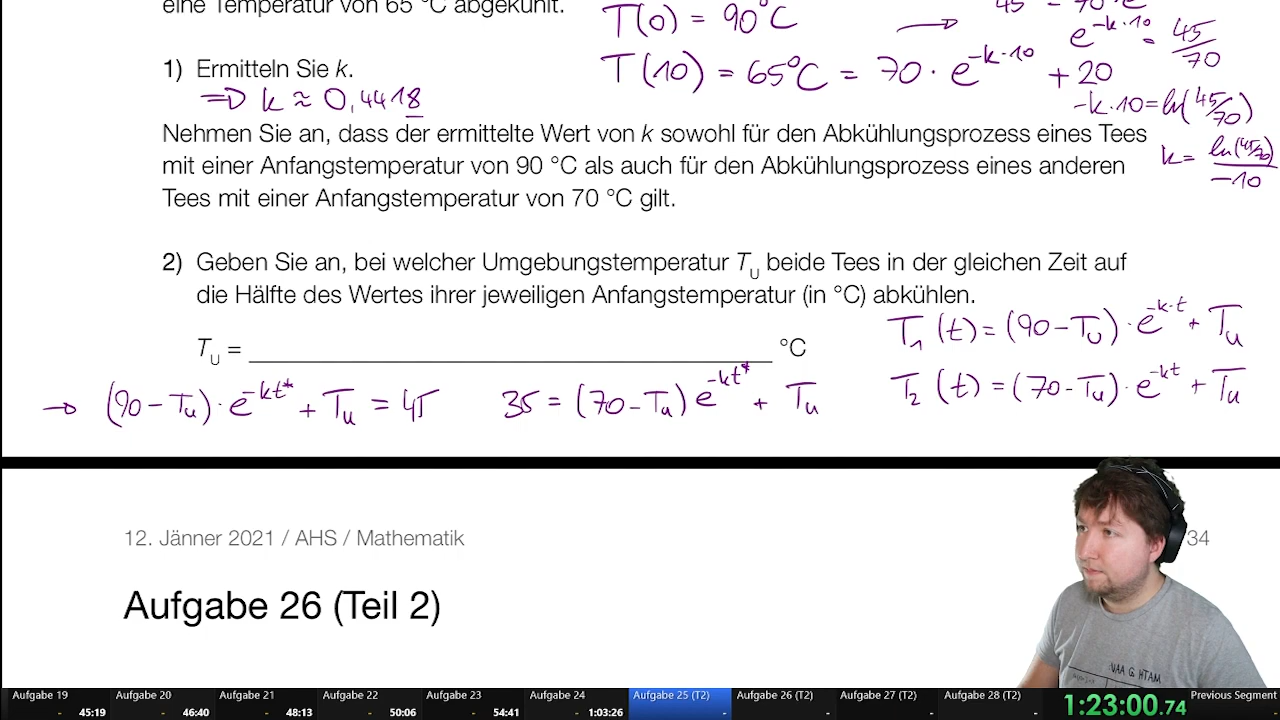 eine Temperatur von 65 °C abgekühlt.
T(0) = 90°C
45 = 70·e
e^-k·10 = 45/70
T(10) = 65°C = 70 · e^-k·10 + 20
1) Ermitteln Sie k.
⇒ k ≈ 0,4418
-k·10 = ln(45/70)
k = ln(45/70)/-10
Nehmen Sie an, dass der ermittelte Wert von k sowohl für den Abkühlungsprozess eines Tees
mit einer Anfangstemperatur von 90 °C als auch für den Abkühlungsprozess eines anderen
Tees mit einer Anfangstemperatur von 70 °C gilt.
2) Geben Sie an, bei welcher Umgebungstemperatur T_U beide Tees in der gleichen Zeit auf
die Hälfte des Wertes ihrer jeweiligen Anfangstemperatur (in °C) abkühlen.
T_1 (t) = (90 - T_U) · e^-k·t + T_U
T_U = ____ °C
T_2 (t) = (70 - T_U) · e^-kt + T_U
→ (90 - T_U) · e^-kt* + T_U = 45
35 = (70 - T_U) e^-kt* + T_U
12. Jänner 2021 / AHS / Mathematik
34
Aufgabe 26 (Teil 2)
Aufgabe 19 - 45:19
Aufgabe 20 - 46:40
Aufgabe 21 - 48:13
Aufgabe 22 - 50:06
Aufgabe 23 - 54:41
Aufgabe 24 - 1:03:26
Aufgabe 25 (T2) -
Aufgabe 26 (T2) -
Aufgabe 27 (T2) -
Aufgabe 28 (T2) -
1:23:00.74
Previous Segment
-